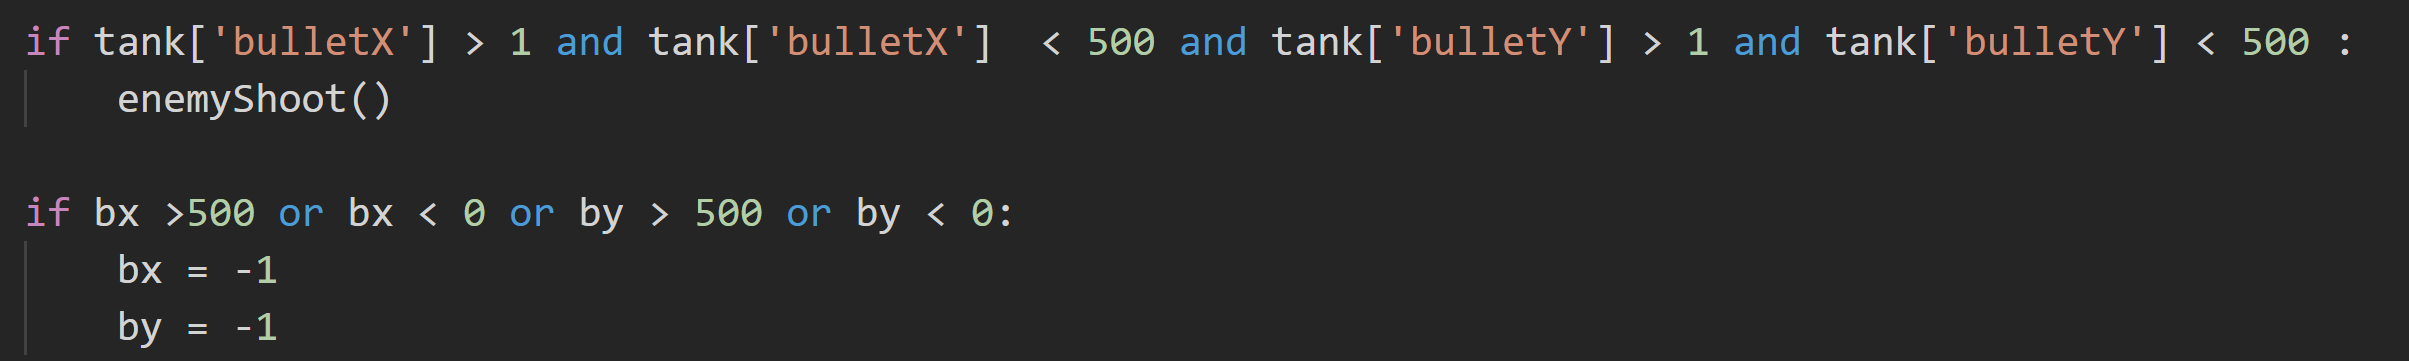 if tank['bulletX'] > 1 and tank['bulletX']  < 500 and tank['bulletY'] > 1 and tank['bulletY'] < 500 :
    enemyShoot()

if bx >500 or bx < 0 or by > 500 or by < 0:
    bx = -1
    by = -1